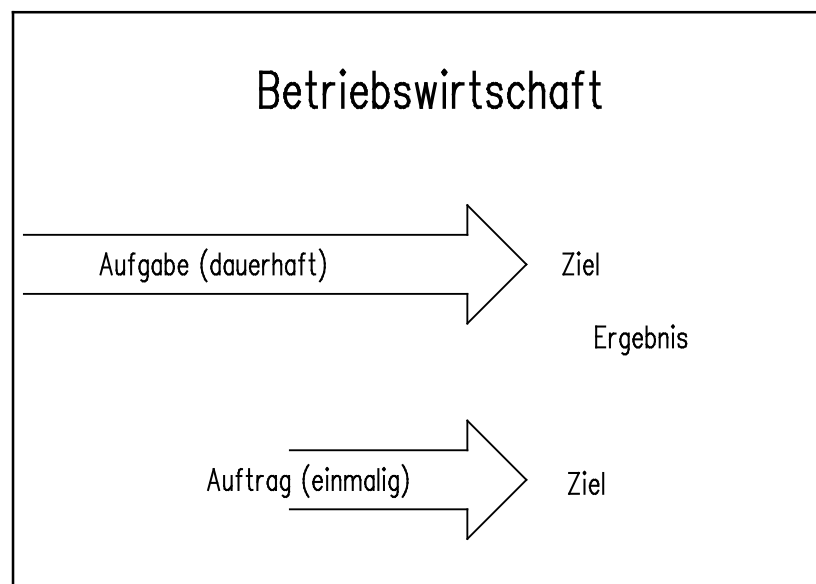 Betriebswirtschaft
Aufgabe (dauerhaft)
Ziel
Ergebnis
Auftrag (einmalig)
Ziel